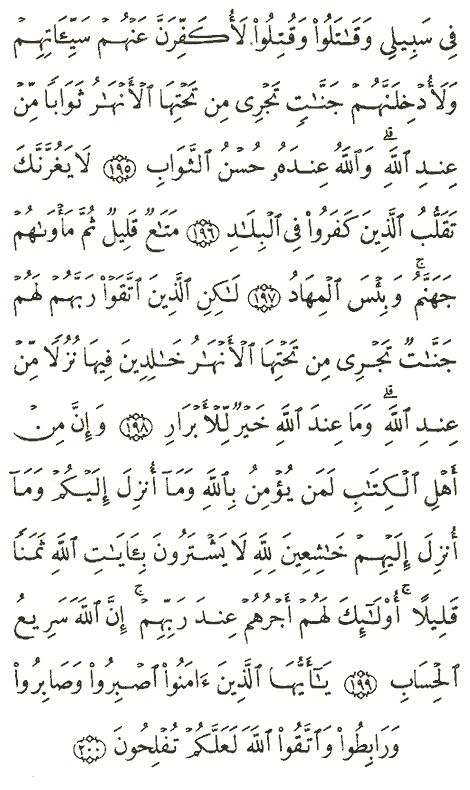 فِى سَبِيلِى وَقَـٰتَلُوا۟ وَقُتِلُوا۟ لَأُكَفِّرَنَّ عَنْهُمْ سَيِّـَٔاتِهِمْ
وَلَأُدْخِلَنَّهُمْ جَنَّـٰتٍ تَجْرِى مِن تَحْتِهَا ٱلْأَنْهَـٰرُ ثَوَابًا مِّنْ
عِندِ ٱللَّهِ ۗ وَٱللَّهُ عِندَهُۥ حُسْنُ ٱلثَّوَابِ ١٩٥ لَا يَغُرَّنَّكَ
تَقَلُّبُ ٱلَّذِينَ كَفَرُوا۟ فِى ٱلْبِلَـٰدِ ١٩٦ مَتَـٰعٌ قَلِيلٌ ثُمَّ مَأْوَىٰهُمْ
جَهَنَّمُ ۚ وَبِئْسَ ٱلْمِهَادُ ١٩٧ لَـٰكِنِ ٱلَّذِينَ ٱتَّقَوْا۟ رَبَّهُمْ لَهُمْ
جَنَّـٰتٌ تَجْرِى مِن تَحْتِهَا ٱلْأَنْهَـٰرُ خَـٰلِدِينَ فِيهَا نُزُلًا مِّنْ
عِندِ ٱللَّهِ ۗ وَمَا عِندَ ٱللَّهِ خَيْرٌ لِّلْأَبْرَارِ ١٩٨ وَإِنَّ مِنْ
أَهْلِ ٱلْكِتَـٰبِ لَمَن يُؤْمِنُ بِٱللَّهِ وَمَآ أُنزِلَ إِلَيْكُمْ وَمَآ
أُنزِلَ إِلَيْهِمْ خَـٰشِعِينَ لِلَّهِ لَا يَشْتَرُونَ بِـَٔايَـٰتِ ٱللَّهِ ثَمَنًا
قَلِيلًا ۚ أُو۟لَـٰٓئِكَ لَهُمْ أَجْرُهُمْ عِندَ رَبِّهِمْ ۗ إِنَّ ٱللَّهَ سَرِيعُ
ٱلْحِسَابِ ١٩٩ يَـٰٓأَيُّهَا ٱلَّذِينَ ءَامَنُوا۟ ٱصْبِرُوا۟ وَصَابِرُوا۟
وَرَابِطُوا۟ وَٱتَّقُوا۟ ٱللَّهَ لَعَلَّكُمْ تُفْلِحُونَ ٢٠٠